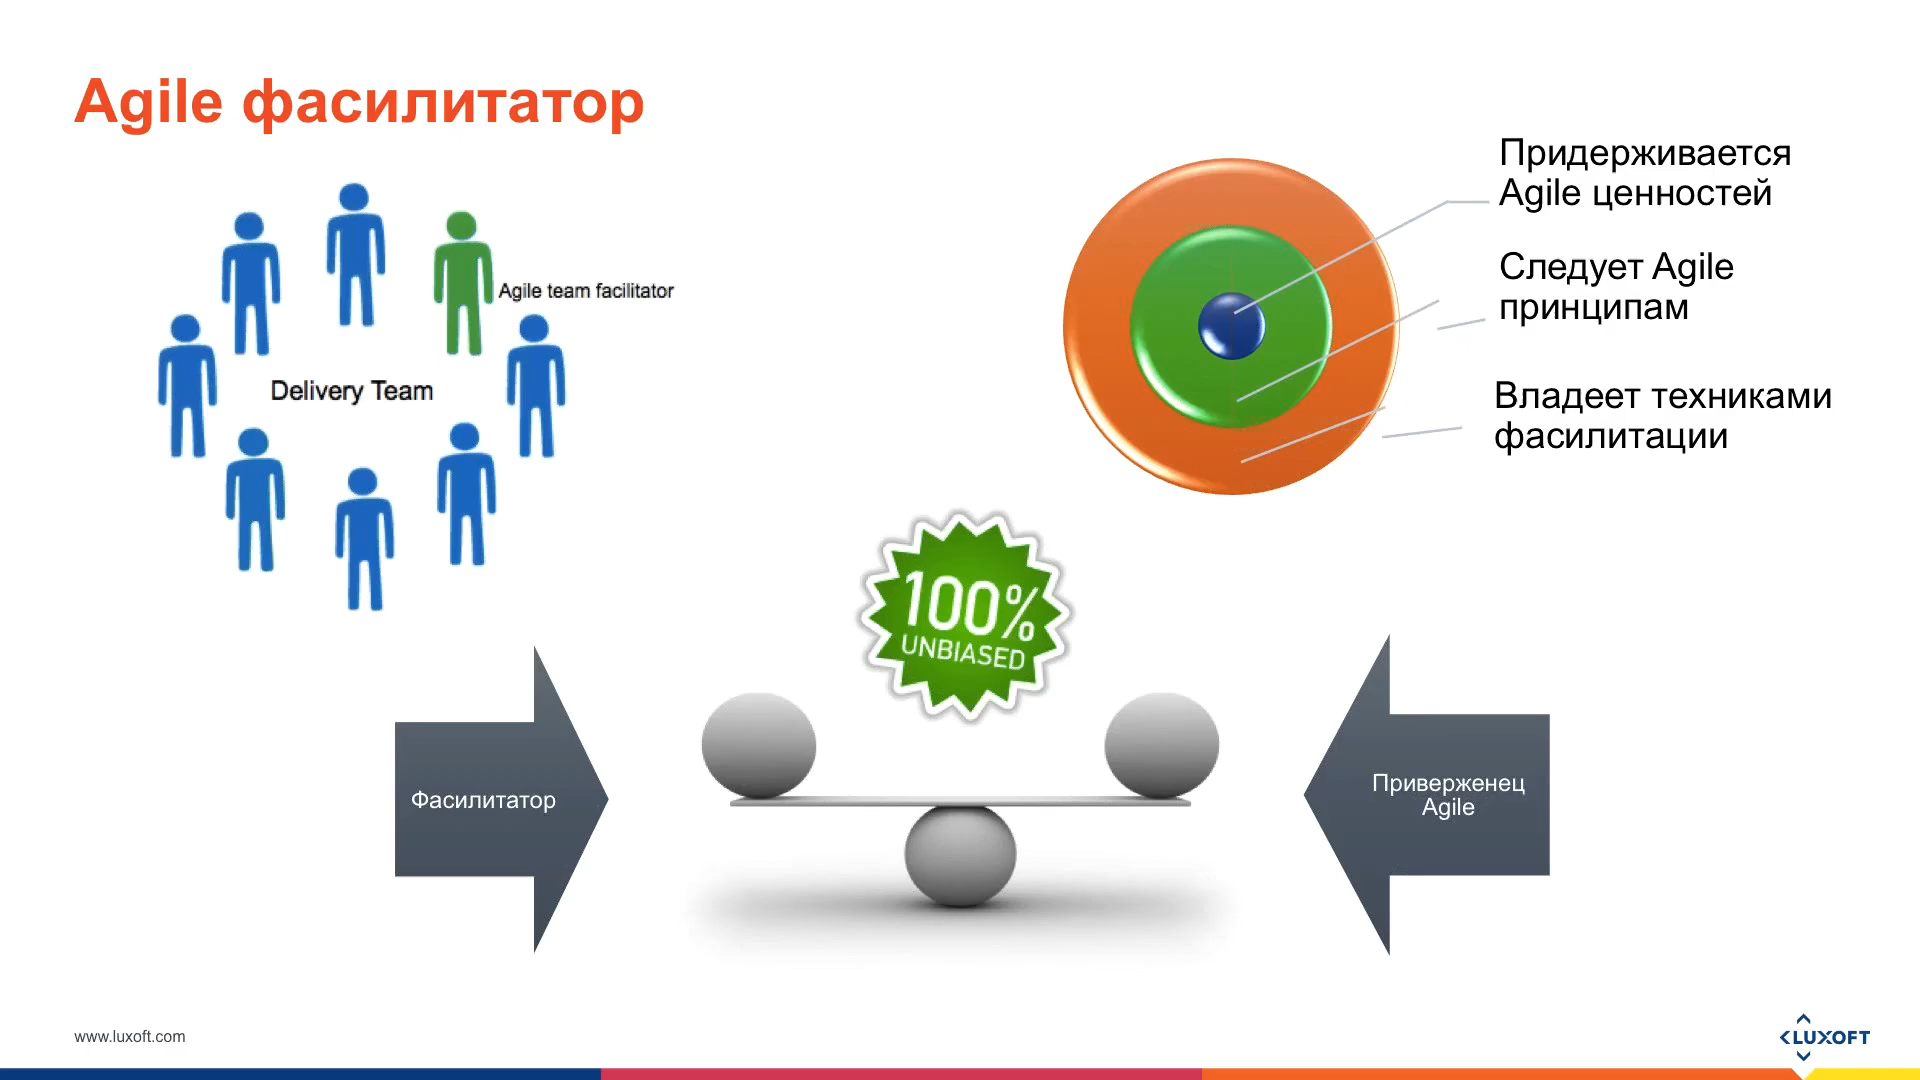 Agile фасилитатор
Agile team facilitator
Delivery Team
Придерживается
Agile ценностей
Следует Agile
принципам
Владеет техниками
фасилитации
100%
UNBIASED
Фасилитатор
Приверженец
Agile
www.luxoft.com
LUXOFT